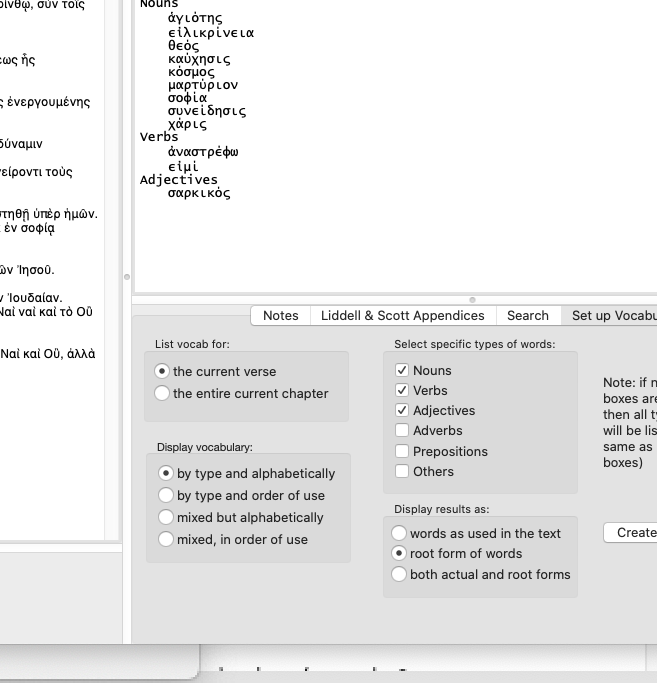 ρίνθῳ, σὺν τοῖς
εως ἧς
ς ἐνεργουμένης
δύναμιν
γείροντι τοὺς
στηθῇ ὑπὲρ ἡμῶν.
ἐν σοφίᾳ
ῶν Ἰησοῦ.
ν Ἰουδαίαν.
Ναὶ ναὶ καὶ τὸ Οὒ
Ναὶ καὶ Οὔ, ἀλλὰ
Nouns
ἁγιότης
εἰλικρίνεια
θεός
καύχησις
κόσμος
μαρτύριον
σοφία
συνείδησις
χάρις
Verbs
ἀναστρέφω
εἰμί
Adjectives
σαρκικός
Notes
Liddell & Scott Appendices
Search
Set up Vocabu
List vocab for:
the current verse
the entire current chapter
Display vocabulary:
by type and alphabetically
by type and order of use
mixed but alphabetically
mixed, in order of use
Select specific types of words:
Nouns
Verbs
Adjectives
Adverbs
Prepositions
Others
Display results as:
words as used in the text
root form of words
both actual and root forms
Note: if n
boxes are
then all t
will be lis
same as
boxes)
Create